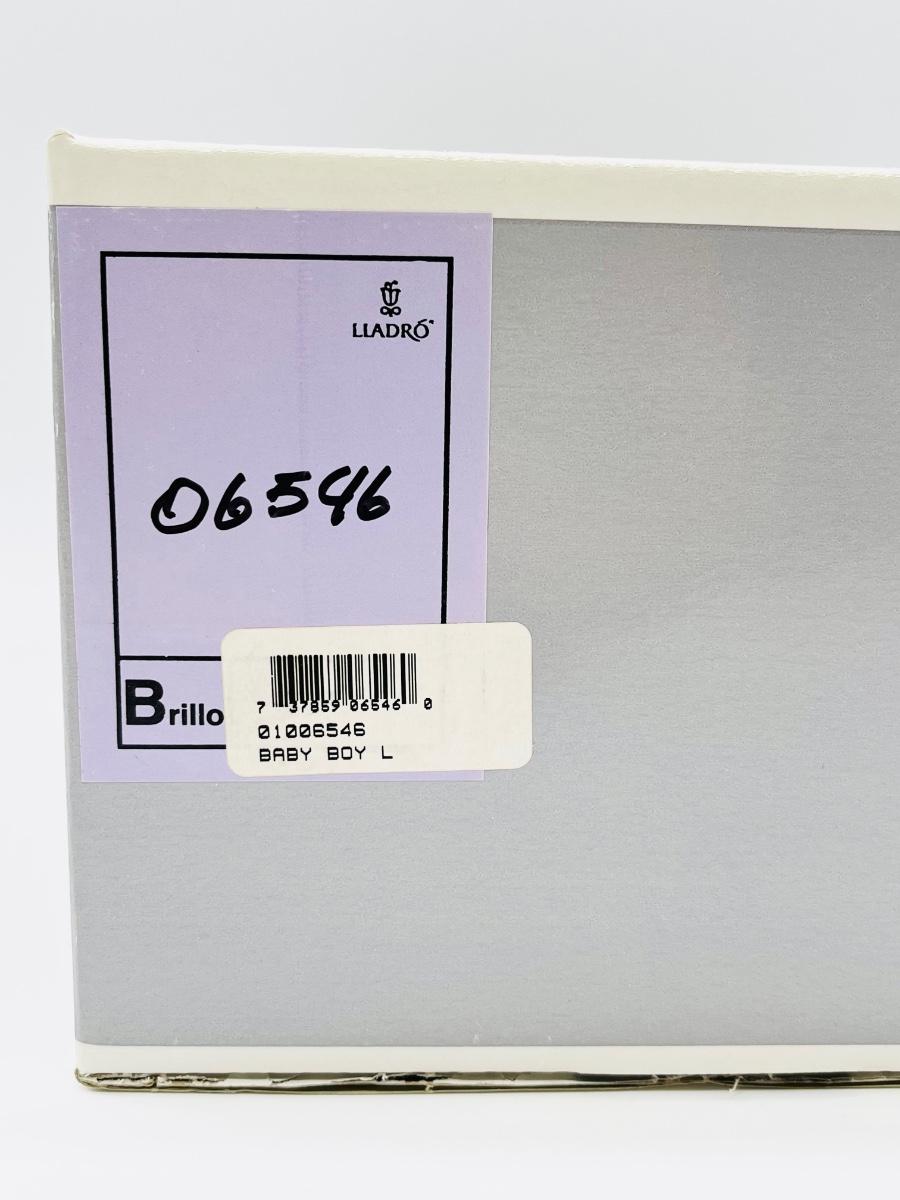 LLADRÓ
06546
Brillo
7 37859 06546 0
01006546
BABY BOY L